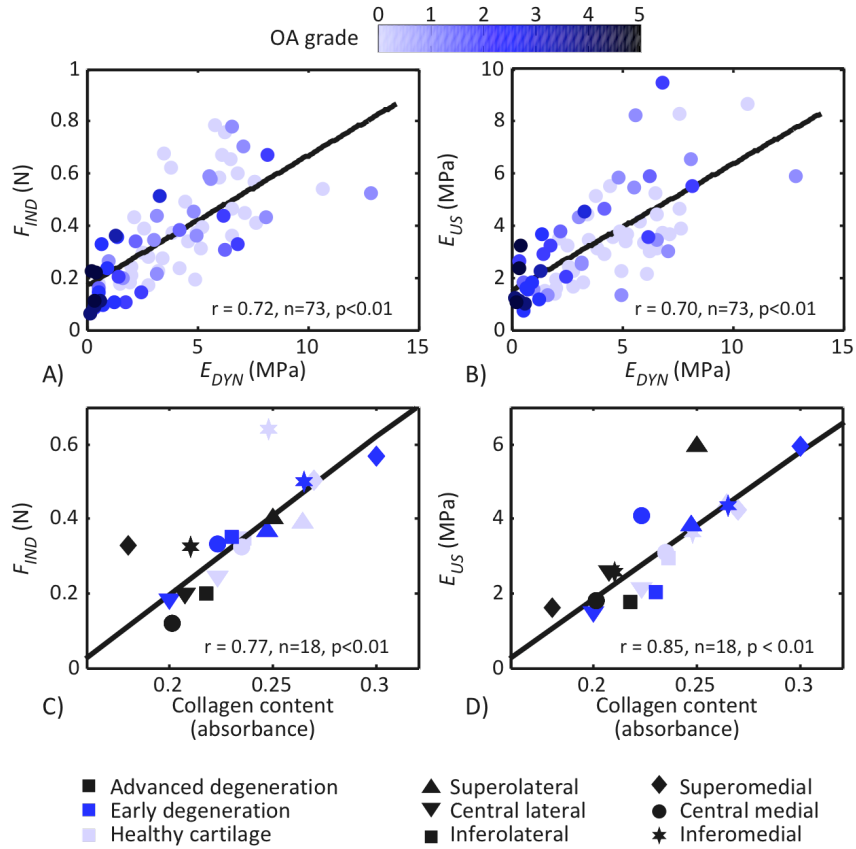 OA grade
0 1 2 3 4 5
1
0.8
0.6
0.4
0.2
0
F_IND (N)
0 5 10 15
E_DYN (MPa)
r = 0.72, n=73, p<0.01
A)
10
8
6
4
2
0
E_US (MPa)
0 5 10 15
E_DYN (MPa)
r = 0.70, n=73, p<0.01
B)
0.6
0.4
0.2
0
F_IND (N)
0.2 0.25 0.3
Collagen content
(absorbance)
r = 0.77, n=18, p<0.01
C)
6
4
2
0
E_US (MPa)
0.2 0.25 0.3
Collagen content
(absorbance)
r = 0.85, n=18, p < 0.01
D)
Advanced degeneration
Early degeneration
Healthy cartilage
Superolateral
Central lateral
Inferolateral
Superomedial
Central medial
Inferomedial